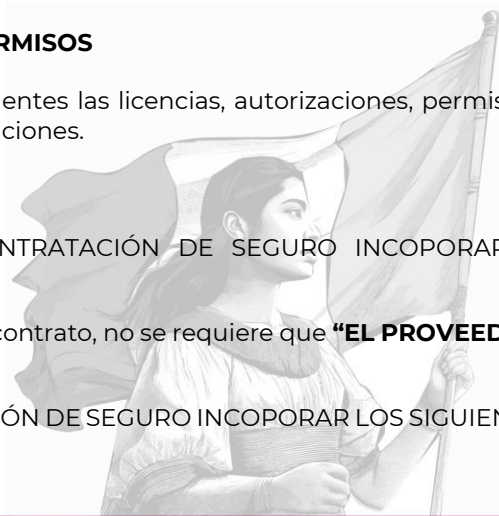 RMISOS
entes las licencias, autorizaciones, permis
aciones.
NTRATACIÓN DE SEGURO INCOPORAR
contrato, no se requiere que “EL PROVEED
ÓN DE SEGURO INCOPORAR LOS SIGUIEN